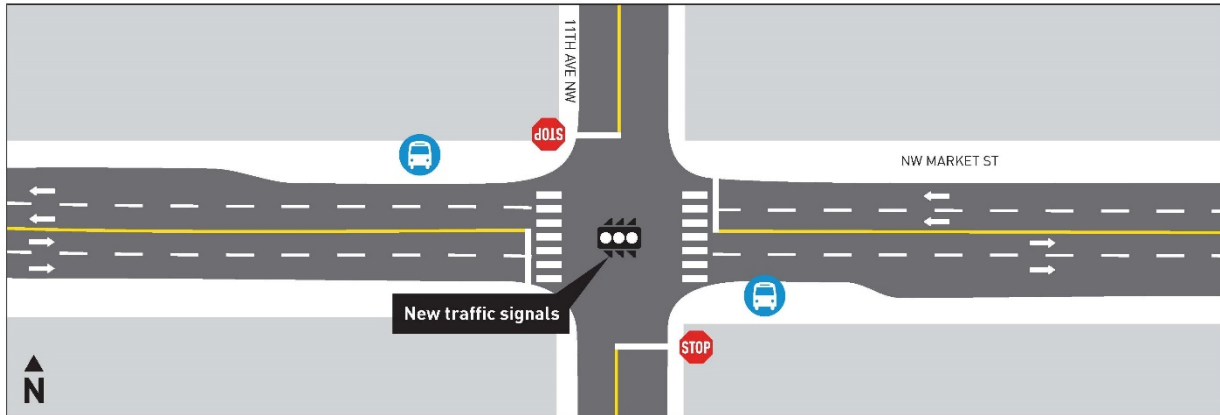 11TH AVE NW
STOP
NW MARKET ST
New traffic signals
STOP
N